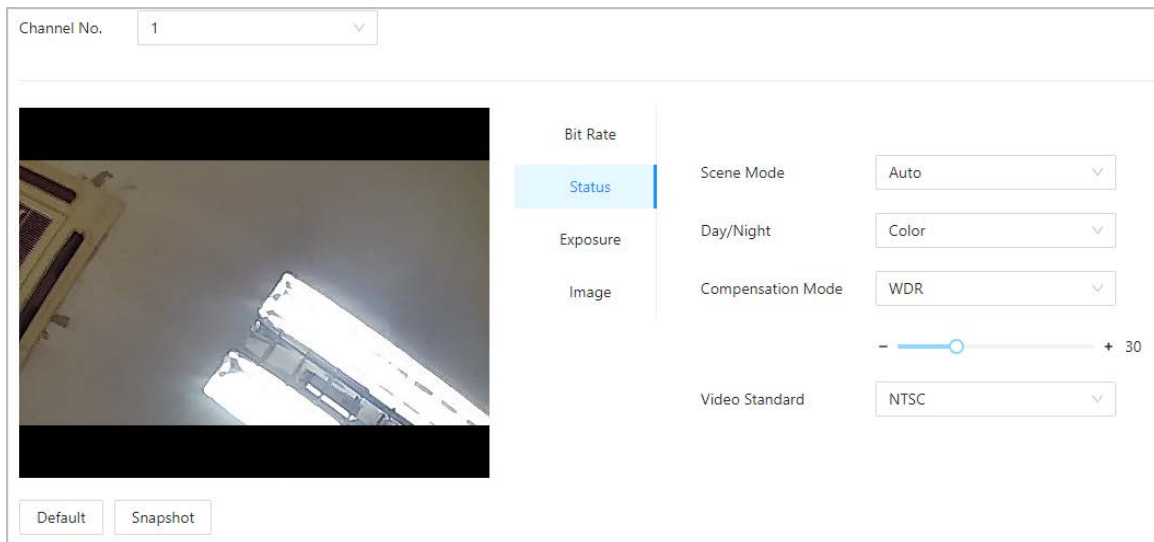 Channel No. 1
Bit Rate
Status
Exposure
Image
Scene Mode Auto
Day/Night Color
Compensation Mode WDR
- + 30
Video Standard NTSC
Default Snapshot